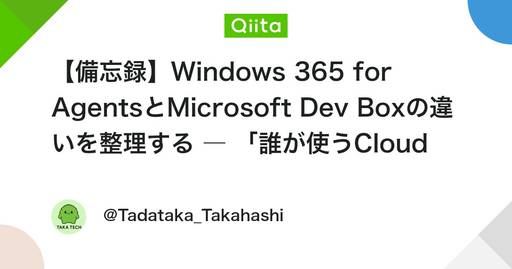 Qiita
【備忘録】Windows 365 for
AgentsとMicrosoft Dev Boxの違
いを整理する ― 「誰が使うCloud
TAKA TECH
@Tadataka_Takahashi